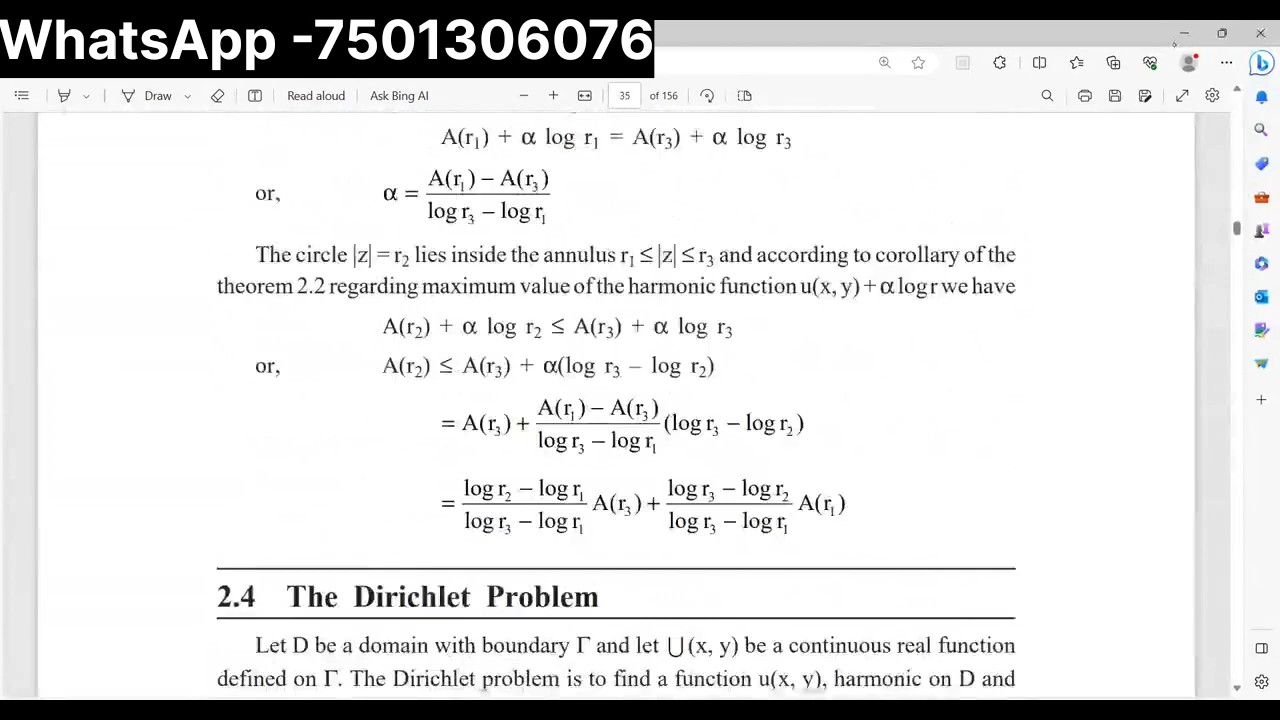 WhatsApp -7501306076
Draw
Read aloud
Ask Bing AI
35 of 156
A(r₁) + α log r₁ = A(r₃) + α log r₃
or, α = (A(r₁) − A(r₃)) / (log r₃ − log r₁)
The circle |z| = r₂ lies inside the annulus r₁ ≤ |z| ≤ r₃ and according to corollary of the
theorem 2.2 regarding maximum value of the harmonic function u(x, y) + α log r we have
A(r₂) + α log r₂ ≤ A(r₃) + α log r₃
or, A(r₂) ≤ A(r₃) + α(log r₃ − log r₂)
= A(r₃) + (A(r₁) − A(r₃)) / (log r₃ − log r₁) (log r₃ − log r₂)
= (log r₂ − log r₁) / (log r₃ − log r₁) A(r₃) + (log r₃ − log r₂) / (log r₃ − log r₁) A(r₁)
2.4 The Dirichlet Problem
Let D be a domain with boundary Γ and let ⋃(x, y) be a continuous real function
defined on Γ. The Dirichlet problem is to find a function u(x, y), harmonic on D and